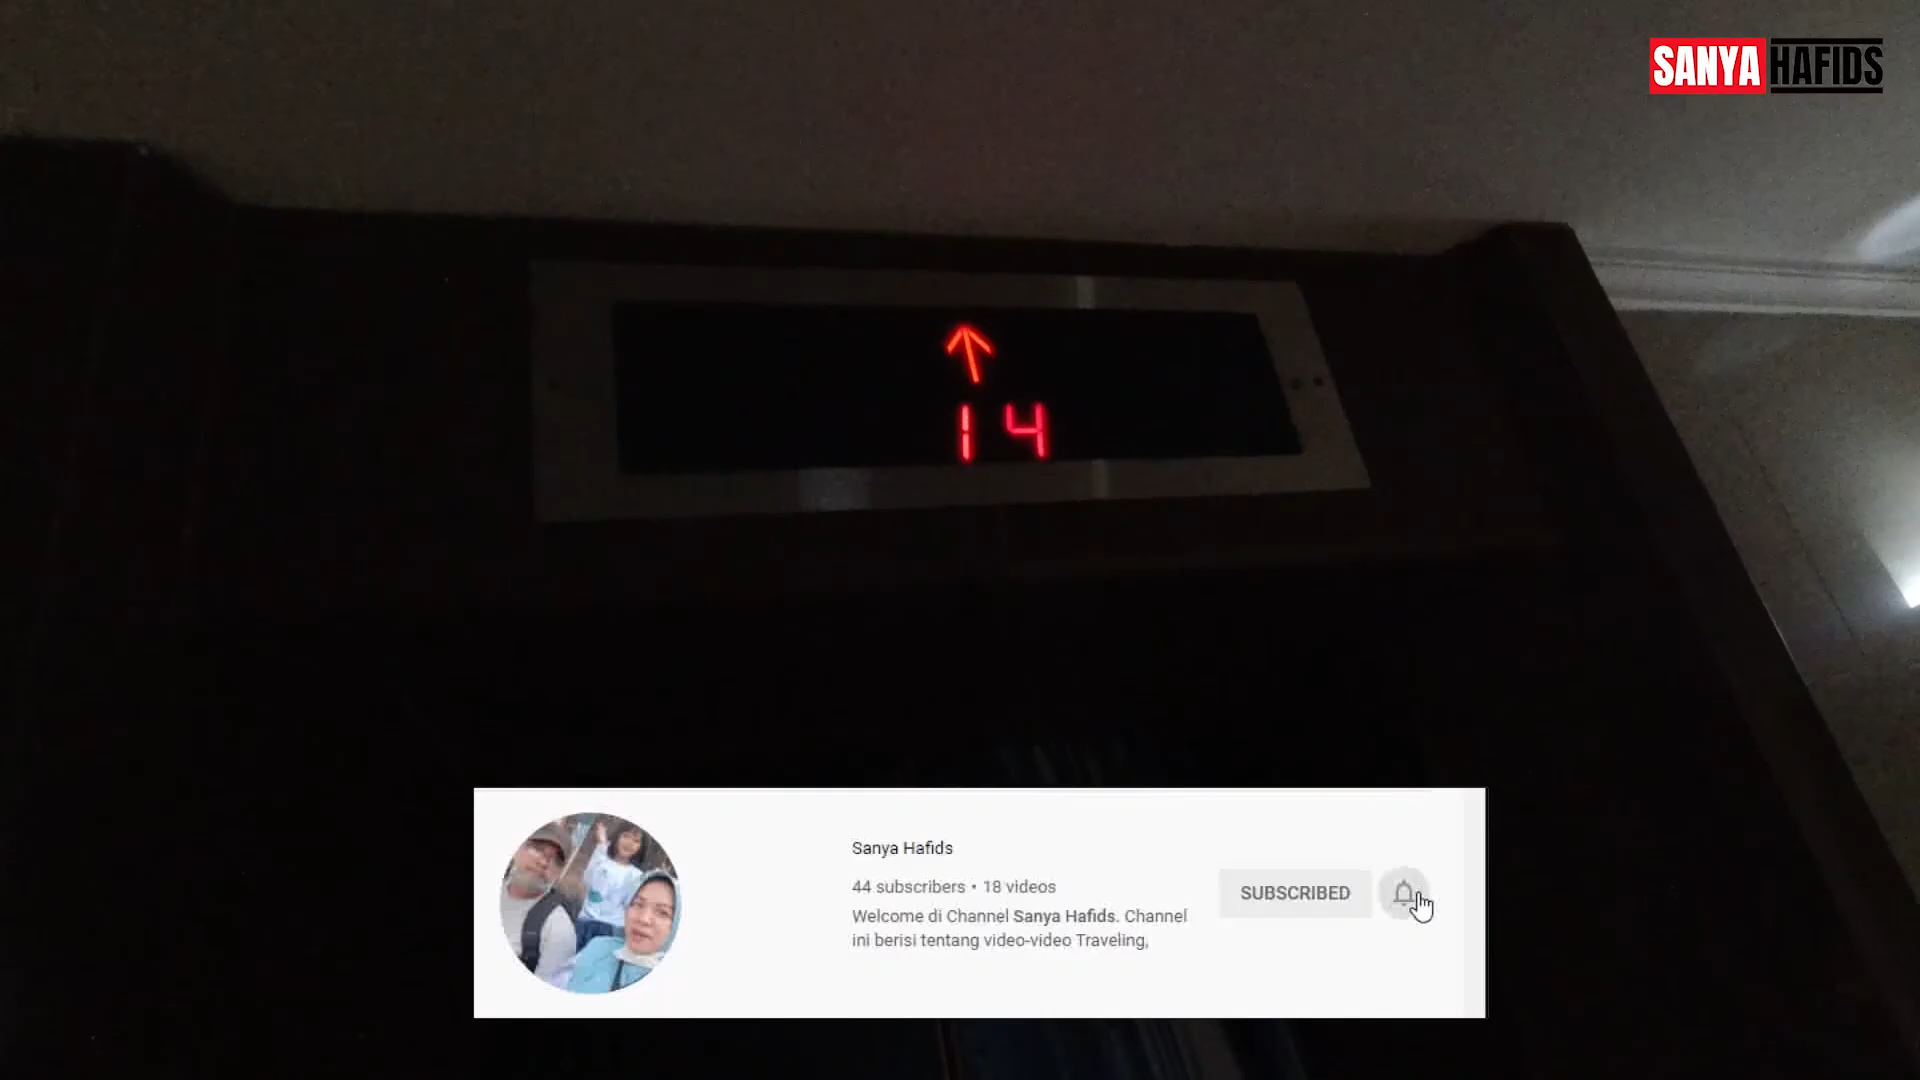 SANYA HAFIDS
↑
14
Sanya Hafids
44 subscribers • 18 videos
Welcome di Channel Sanya Hafids. Channel
ini berisi tentang video-video Traveling,
SUBSCRIBED